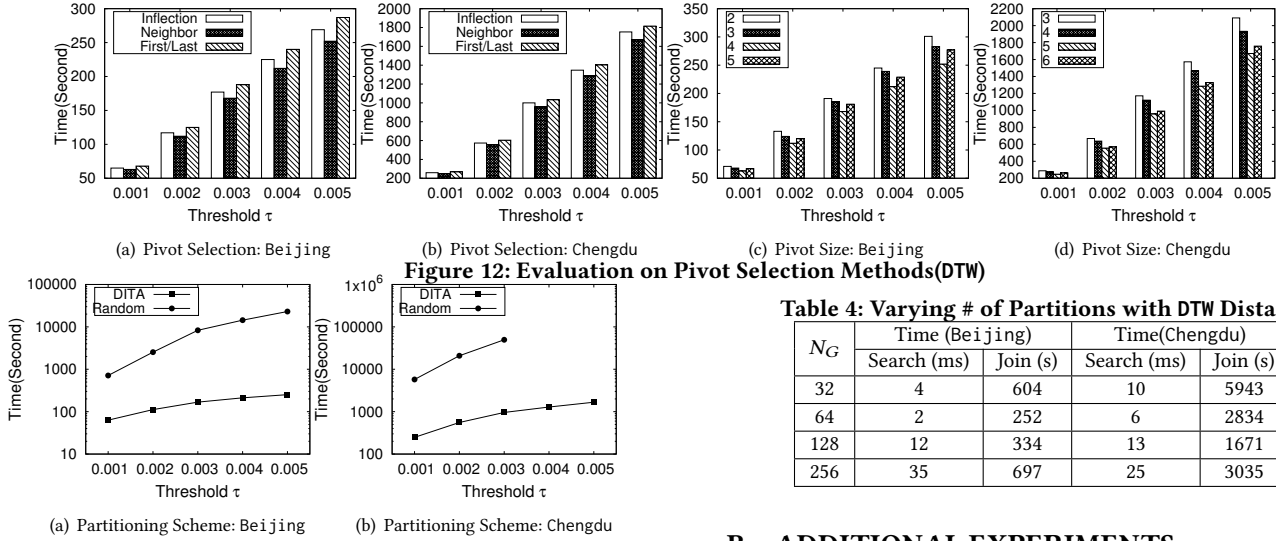 Inflection
Neighbor
First/Last
300
250
200
150
100
50
Time(Second)
0.001 0.002 0.003 0.004 0.005
Threshold τ
(a) Pivot Selection: Beijing
Inflection
Neighbor
First/Last
2000
1800
1600
1400
1200
1000
800
600
400
200
Time(Second)
0.001 0.002 0.003 0.004 0.005
Threshold τ
(b) Pivot Selection: Chengdu
2
3
4
5
350
300
250
200
150
100
50
Time(Second)
0.001 0.002 0.003 0.004 0.005
Threshold τ
(c) Pivot Size: Beijing
3
4
5
6
2200
2000
1800
1600
1400
1200
1000
800
600
400
200
Time(Second)
0.001 0.002 0.003 0.004 0.005
Threshold τ
(d) Pivot Size: Chengdu
Figure 12: Evaluation on Pivot Selection Methods(DTW)
DITA
Random
100000
10000
1000
100
10
Time(Second)
0.001 0.002 0.003 0.004 0.005
Threshold τ
(a) Partitioning Scheme: Beijing
DITA
Random
1x10^6
100000
10000
1000
100
Time(Second)
0.001 0.002 0.003 0.004 0.005
Threshold τ
(b) Partitioning Scheme: Chengdu
Table 4: Varying # of Partitions with DTW Dista
N_G Time (Beijing) Time(Chengdu)
Search (ms) Join (s) Search (ms) Join (s)
32 4 604 10 5943
64 2 252 6 2834
128 12 334 13 1671
256 35 697 25 3035